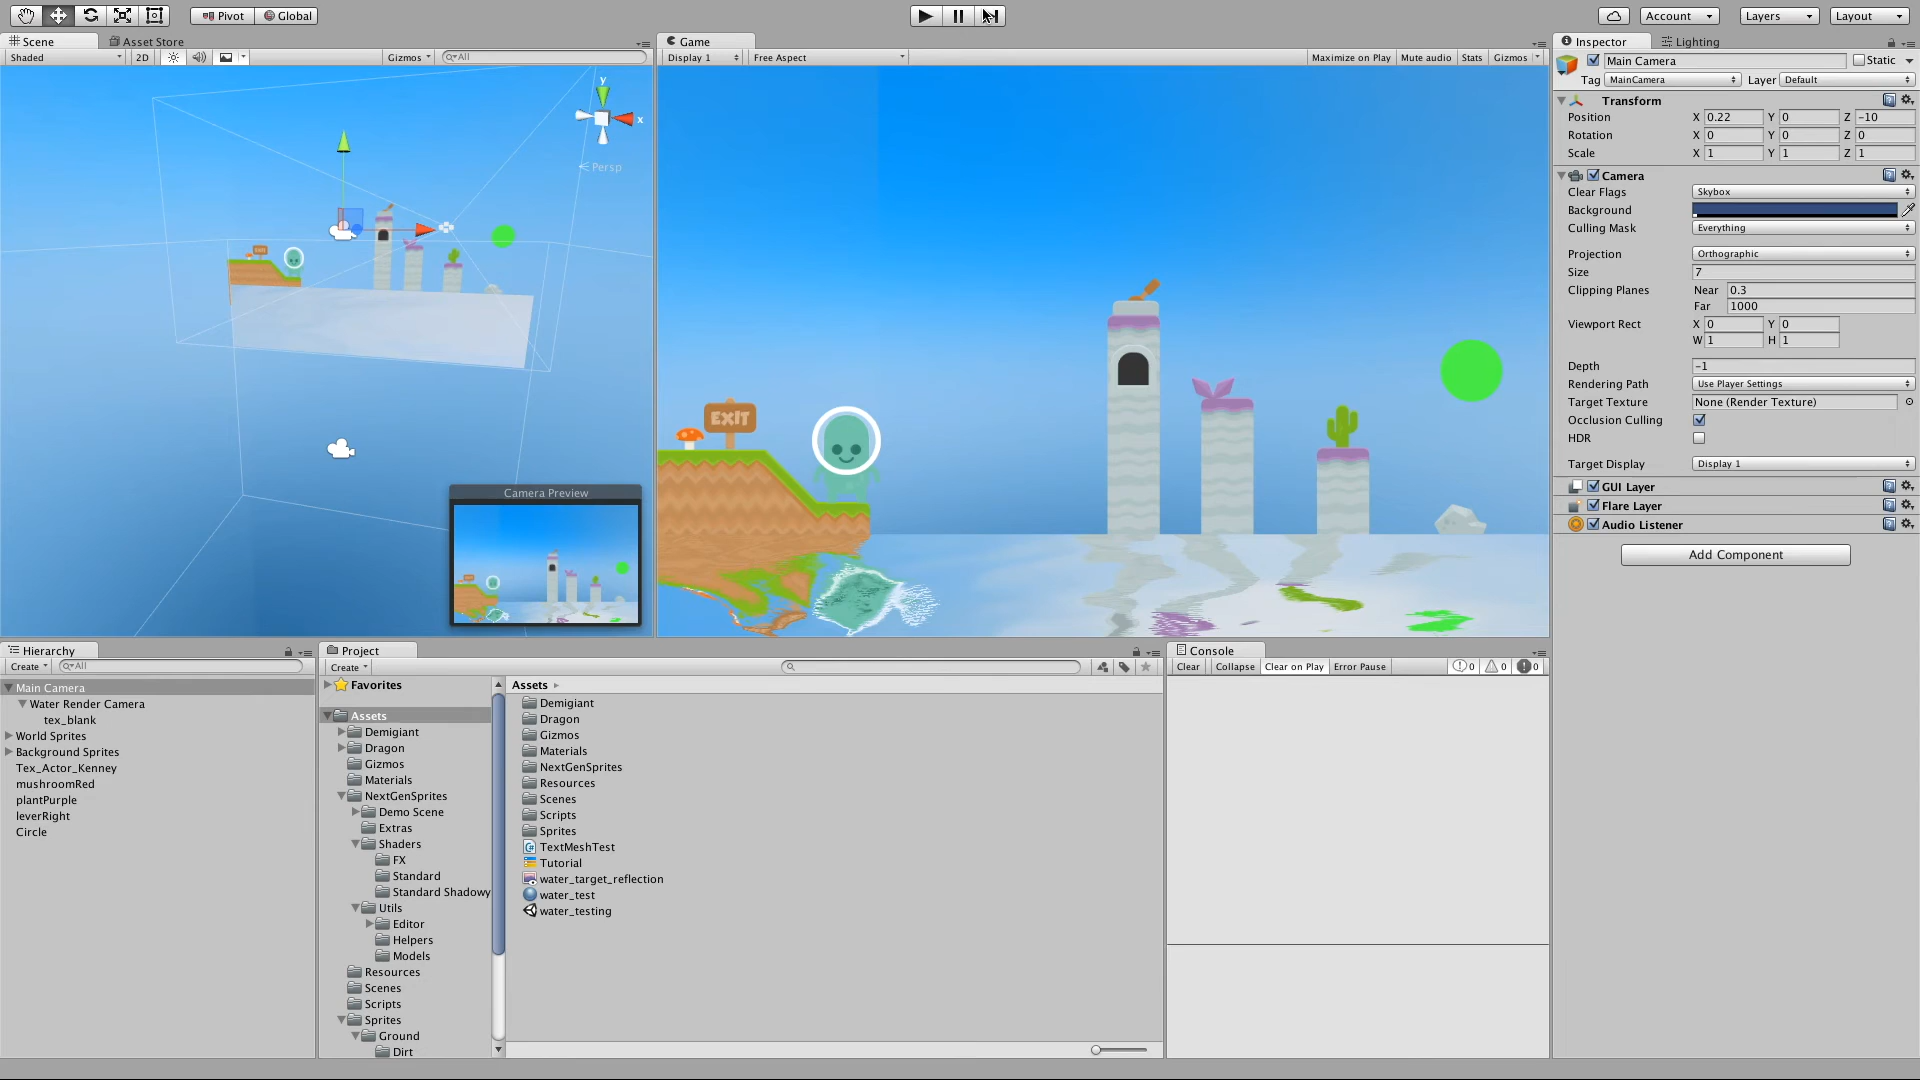 Pivot
Global
Account
Layers
Layout
Scene
Asset Store
Shaded
2D
Gizmos
All
y
x
Persp
Camera Preview
Game
Display 1
Free Aspect
Maximize on Play
Mute audio
Stats
Gizmos
EXIT
Inspector
Lighting
Main Camera
Static
Tag MainCamera Layer Default
Transform
Position X 0.22 Y 0 Z -10
Rotation X 0 Y 0 Z 0
Scale X 1 Y 1 Z 1
Camera
Clear Flags Skybox
Background
Culling Mask Everything
Projection Orthographic
Size 7
Clipping Planes Near 0.3
Far 1000
Viewport Rect X 0 Y 0
W 1 H 1
Depth -1
Rendering Path Use Player Settings
Target Texture None (Render Texture)
Occlusion Culling
HDR
Target Display Display 1
GUI Layer
Flare Layer
Audio Listener
Add Component
Hierarchy
Create All
Main Camera
Water Render Camera
tex_blank
World Sprites
Background Sprites
Tex_Actor_Kenney
mushroomRed
plantPurple
leverRight
Circle
Project
Create
Favorites
Assets
Demigiant
Dragon
Gizmos
Materials
NextGenSprites
Demo Scene
Extras
Shaders
FX
Standard
Standard Shadowy
Utils
Editor
Helpers
Models
Resources
Scenes
Scripts
Sprites
Ground
Dirt
Assets
Demigiant
Dragon
Gizmos
Materials
NextGenSprites
Resources
Scenes
Scripts
Sprites
TextMeshTest
Tutorial
water_target_reflection
water_test
water_testing
Console
Clear
Collapse
Clear on Play
Error Pause
0
0
0